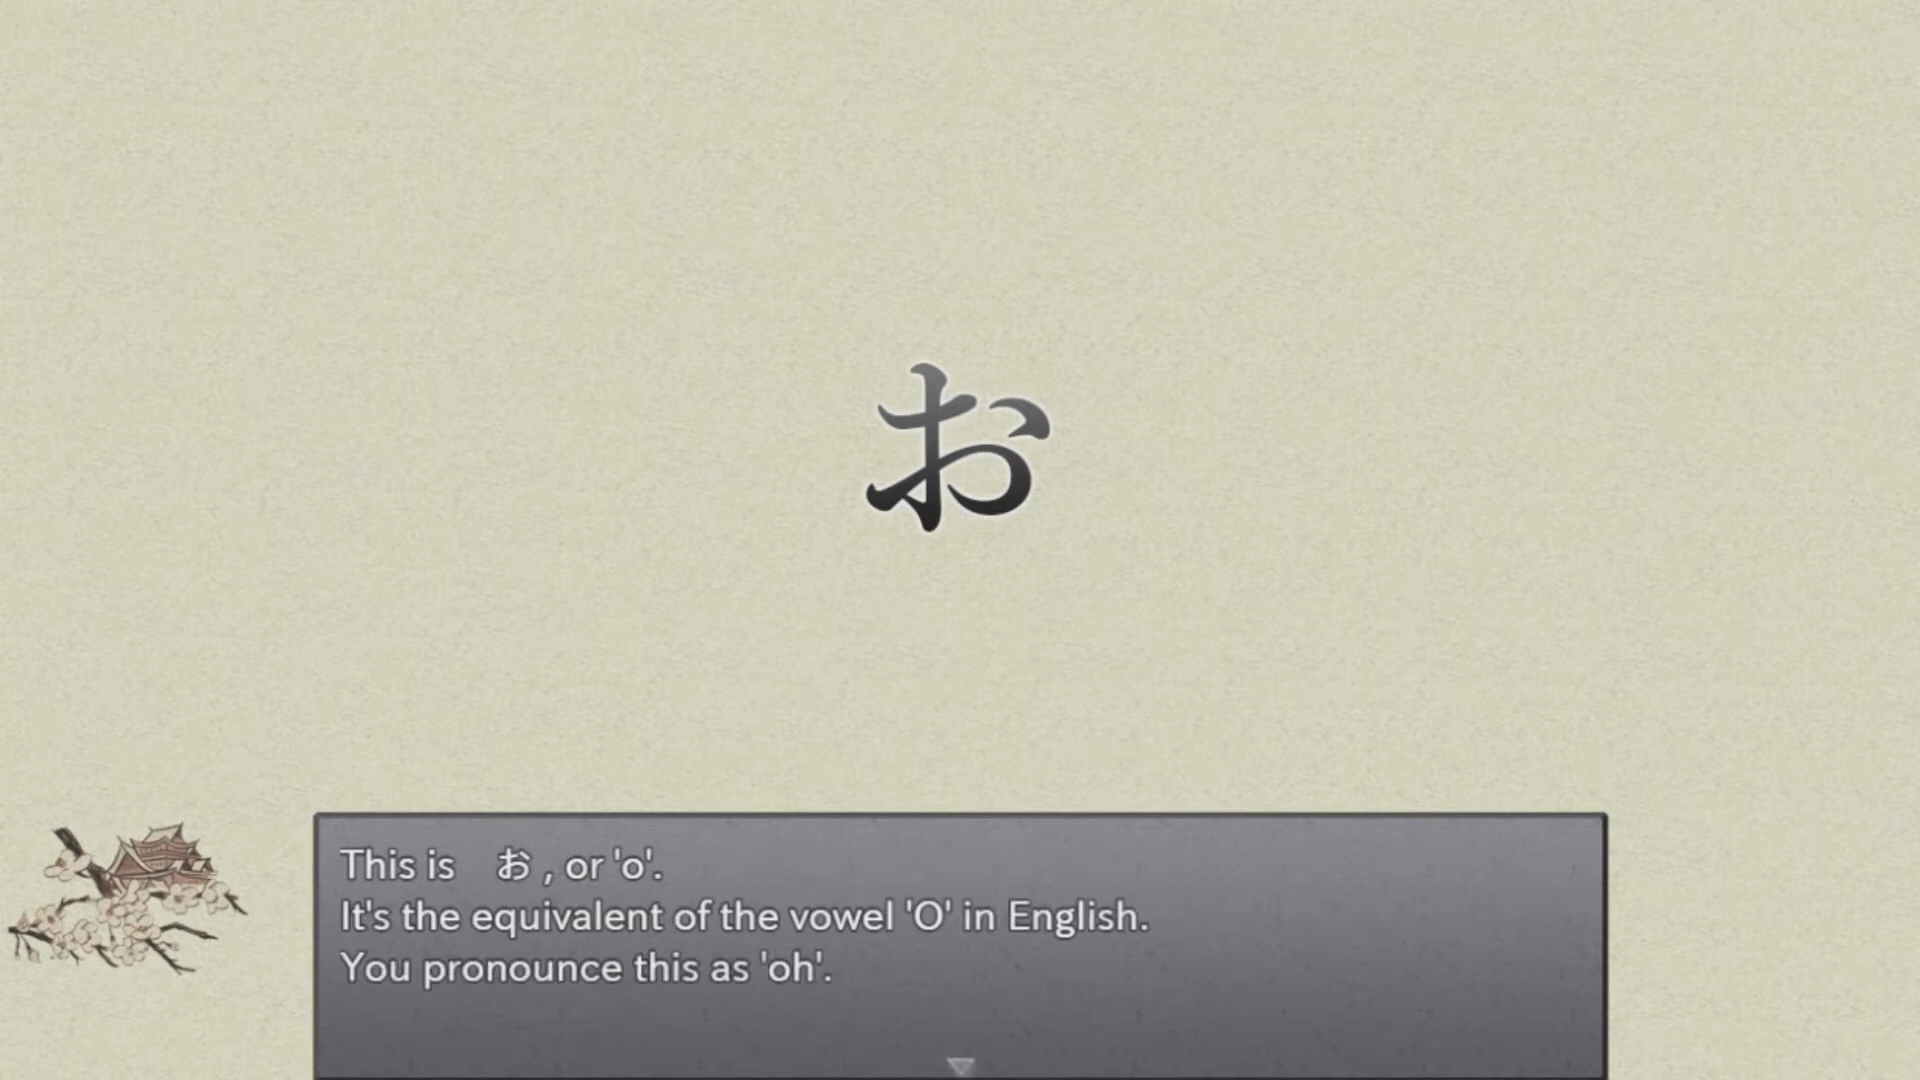 お
This is　お , or 'o'.
It's the equivalent of the vowel 'O' in English.
You pronounce this as 'oh'.